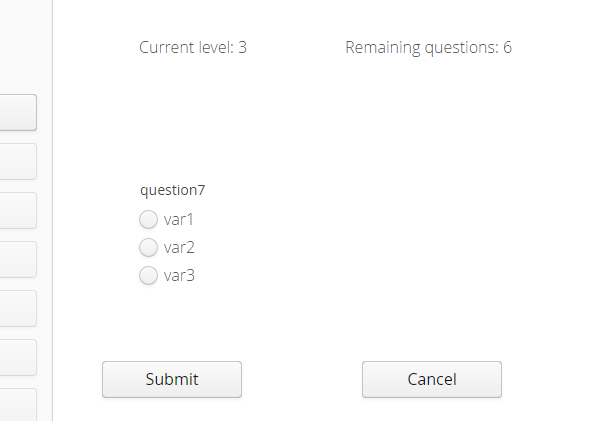 Current level: 3 Remaining questions: 6
question7
var1
var2
var3
Submit Cancel